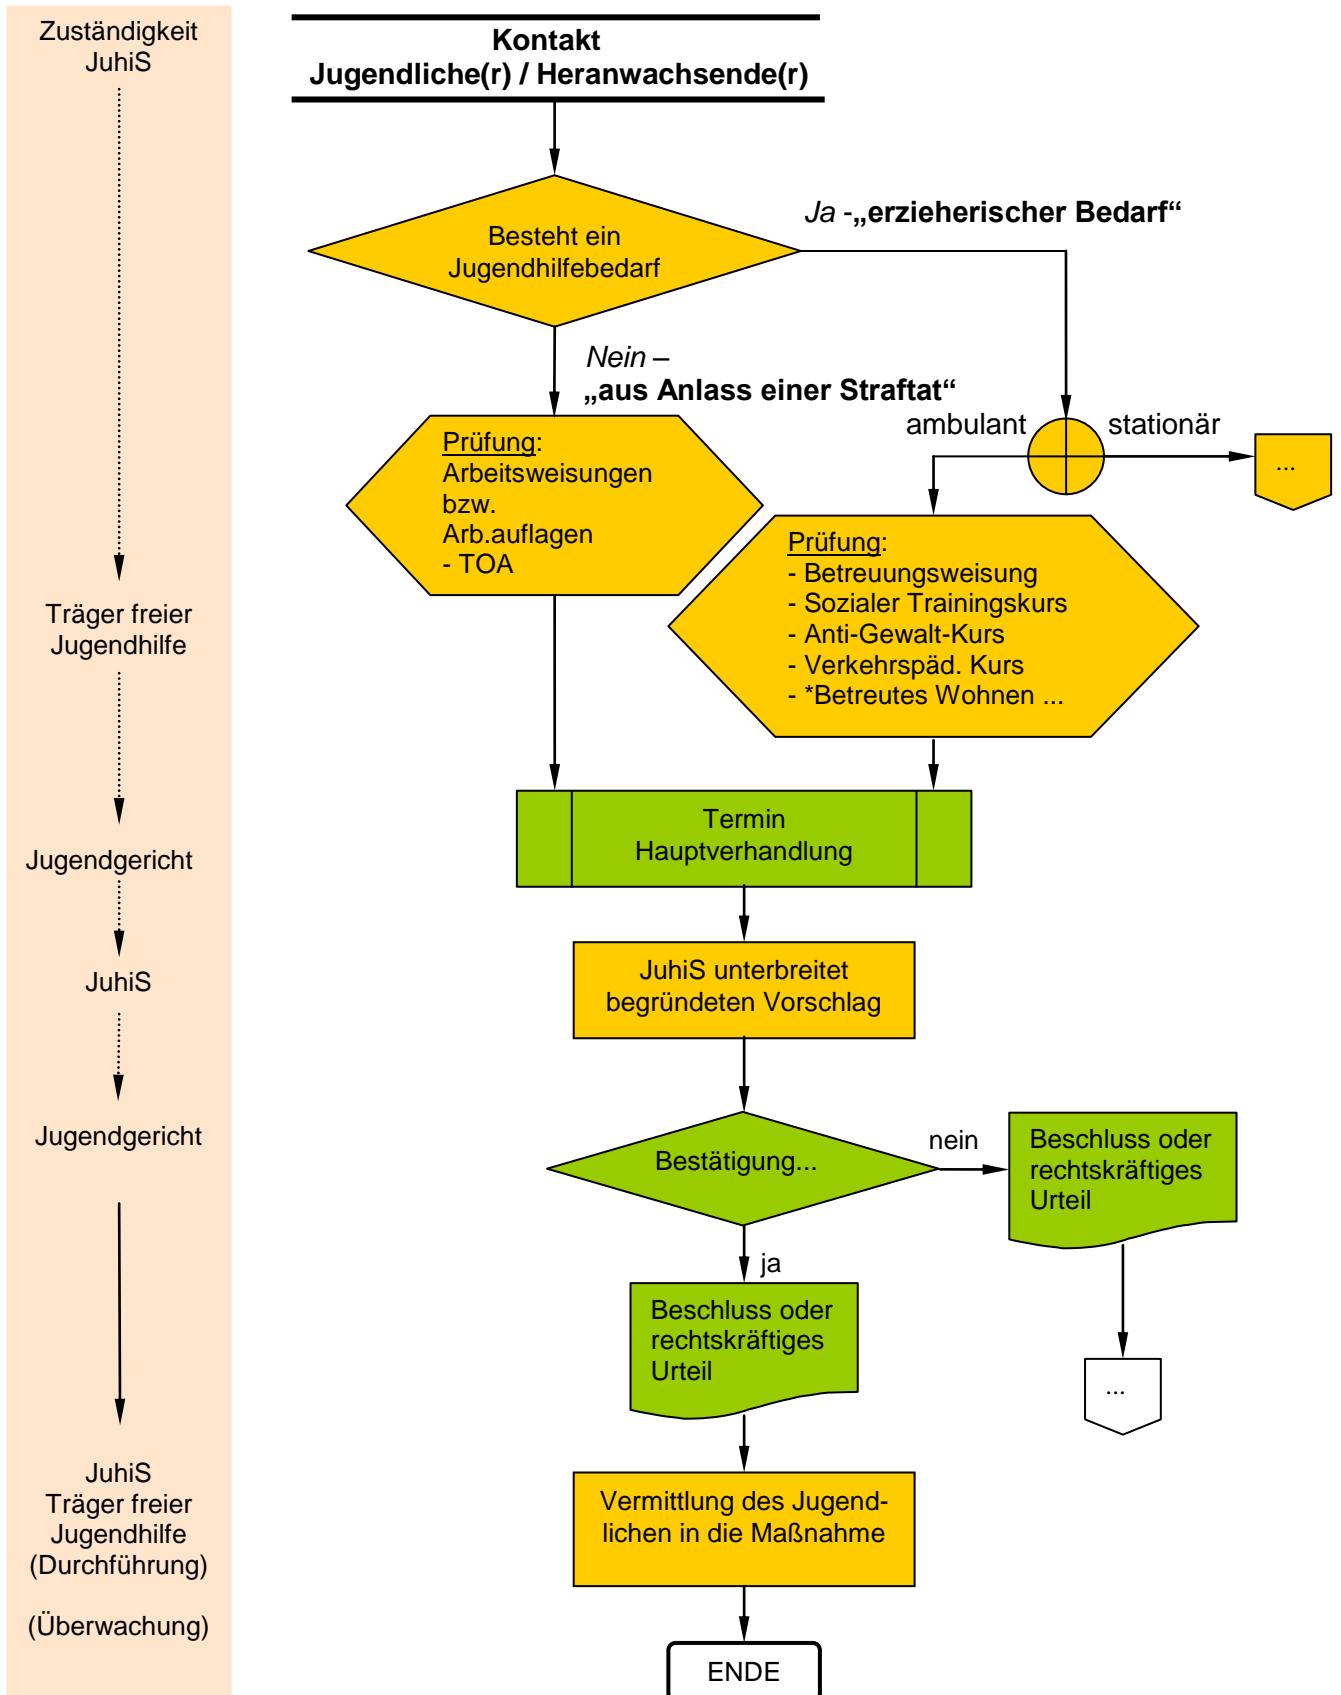 Zuständigkeit
JuhiS
Träger freier
Jugendhilfe
Jugendgericht
JuhiS
Jugendgericht
JuhiS
Träger freier
Jugendhilfe
(Durchführung)
(Überwachung)
Kontakt
Jugendliche(r) / Heranwachsende(r)
Besteht ein
Jugendhilfebedarf
Ja -„erzieherischer Bedarf“
Nein –
„aus Anlass einer Straftat“
ambulant
stationär
...
Prüfung:
Arbeitsweisungen
bzw.
Arb.auflagen
- TOA
Prüfung:
- Betreuungsweisung
- Sozialer Trainingskurs
- Anti-Gewalt-Kurs
- Verkehrspäd. Kurs
- *Betreutes Wohnen ...
Termin
Hauptverhandlung
JuhiS unterbreitet
begründeten Vorschlag
Bestätigung...
nein
Beschluss oder
rechtskräftiges
Urteil
...
ja
Beschluss oder
rechtskräftiges
Urteil
Vermittlung des Jugend-
lichen in die Maßnahme
ENDE